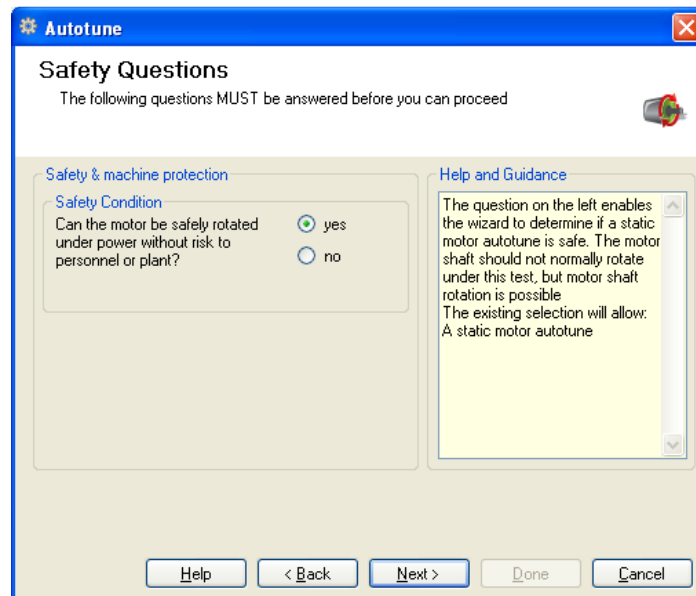 Autotune
Safety Questions
The following questions MUST be answered before you can proceed
Safety & machine protection
Safety Condition
Can the motor be safely rotated
under power without risk to
personnel or plant?
yes
no
Help and Guidance
The question on the left enables
the wizard to determine if a static
motor autotune is safe. The motor
shaft should not normally rotate
under this test, but motor shaft
rotation is possible
The existing selection will allow:
A static motor autotune
Help
< Back
Next >
Done
Cancel